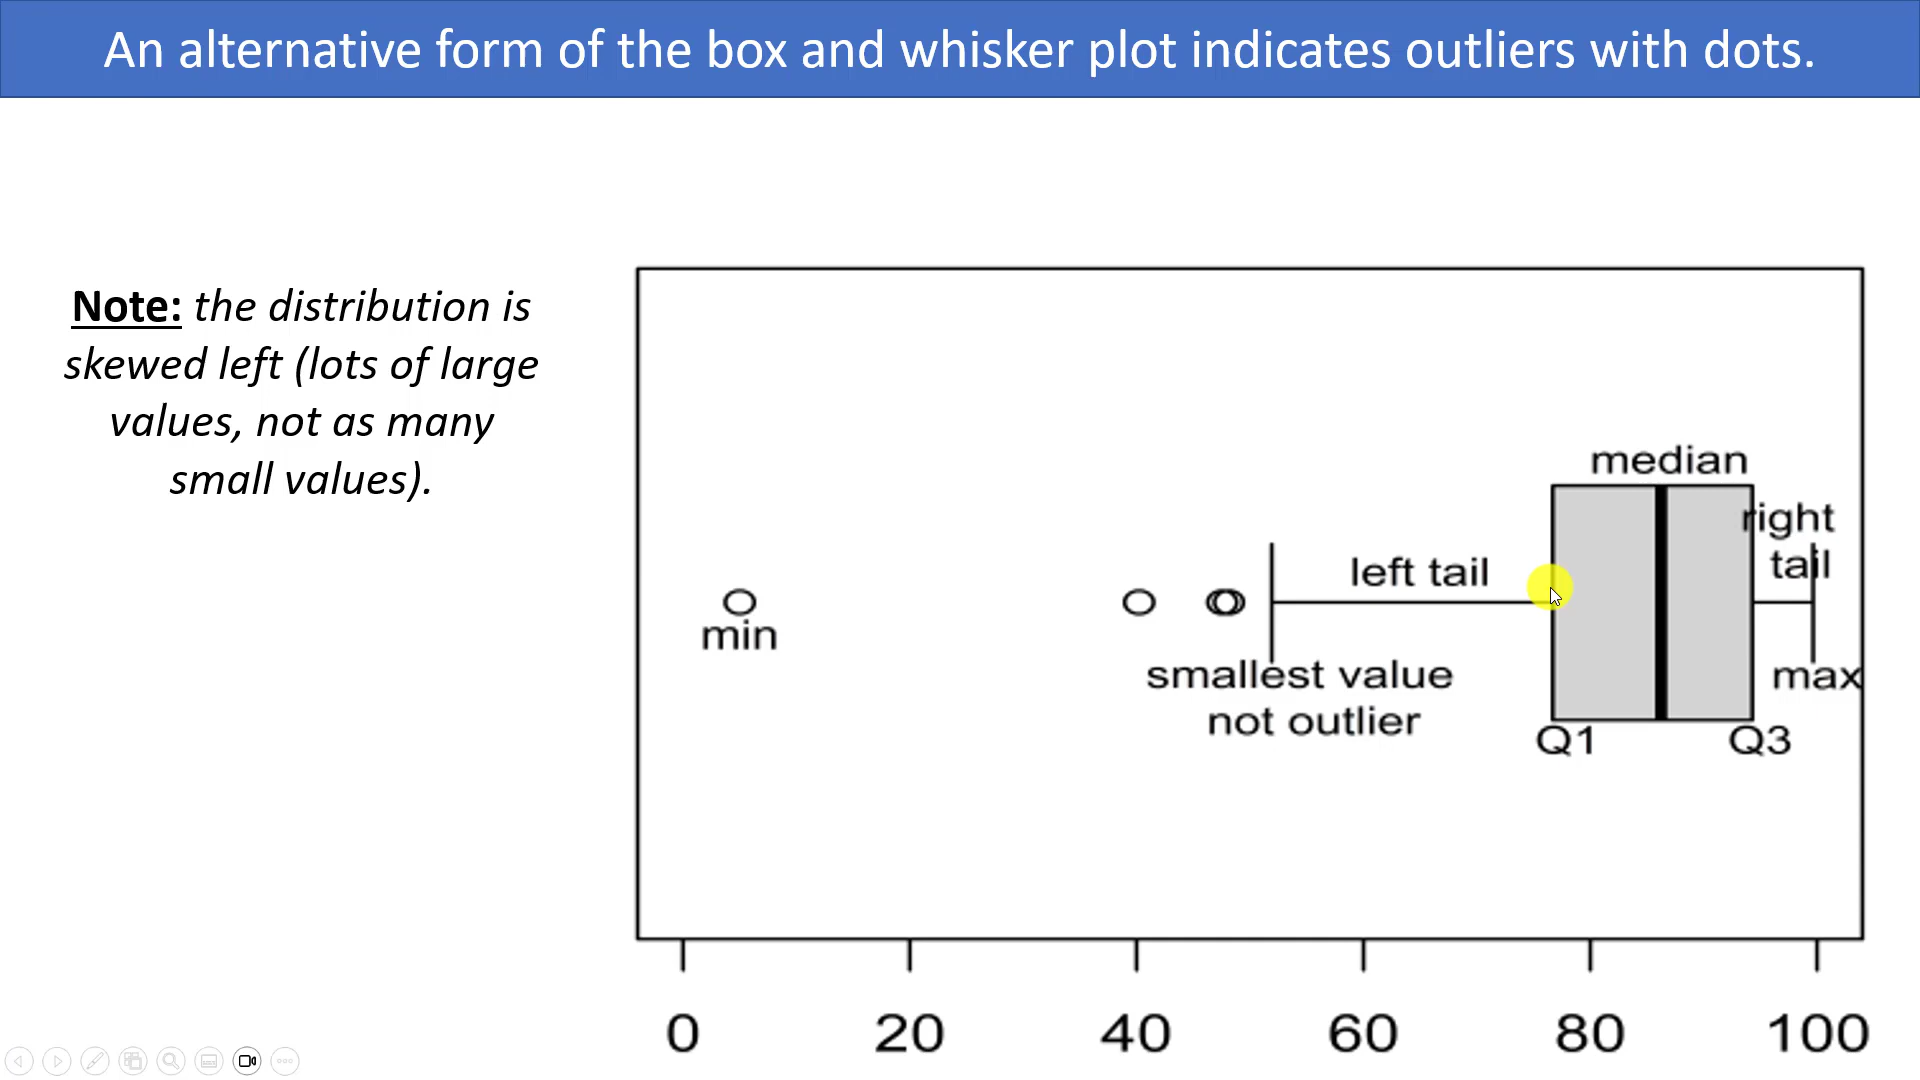 An alternative form of the box and whisker plot indicates outliers with dots.
Note: the distribution is
skewed left (lots of large
values, not as many
small values).
median
right
tail
left tail
min
smallest value
not outlier
max
Q1
Q3
0 20 40 60 80 100